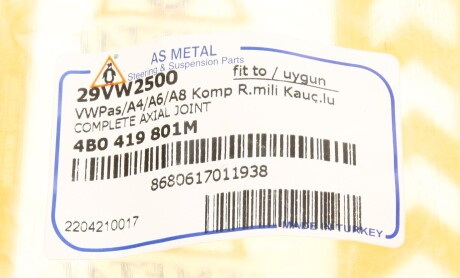 AS METAL
Steering & Suspension Parts
29VW2500
fit to / uygun
VWPas/A4/A6/A8 Komp R.mili Kauç.lu
COMPLETE AXIAL JOINT
4B0 419 801M
8680617011938
2204210017
MADE IN TURKEY